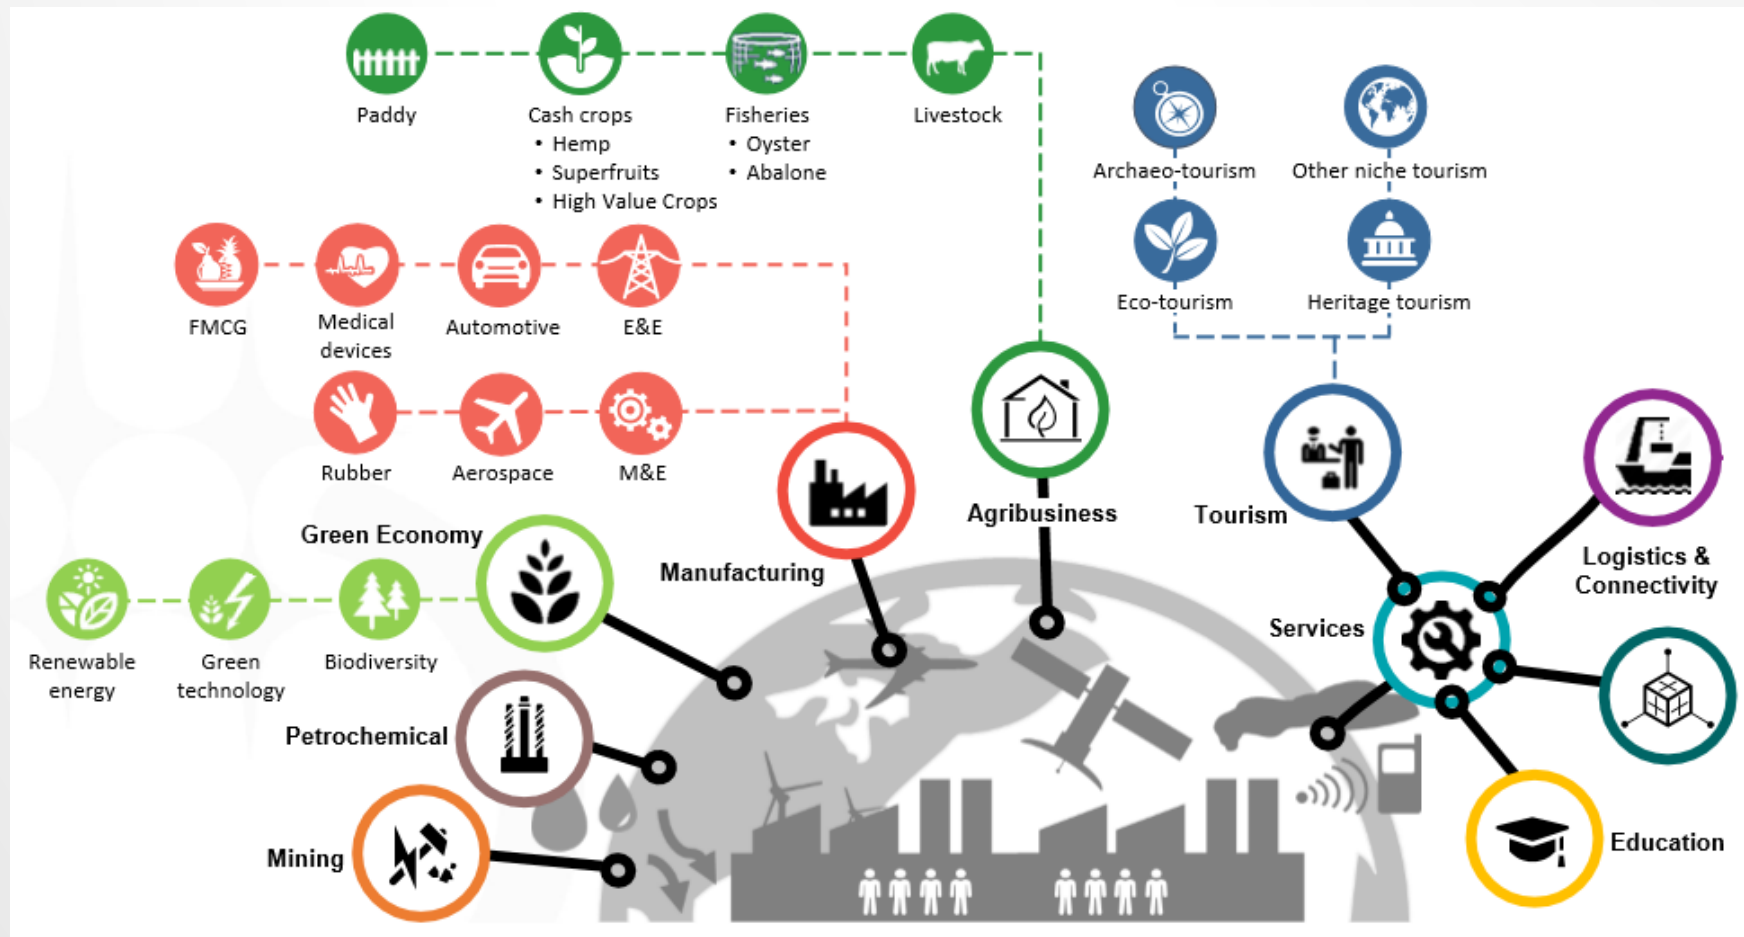 Paddy
Cash crops
• Hemp
• Superfruits
• High Value Crops
Fisheries
• Oyster
• Abalone
Livestock
Archaeo-tourism
Other niche tourism
Eco-tourism
Heritage tourism
FMCG
Medical
devices
Automotive
E&E
Rubber
Aerospace
M&E
Green Economy
Manufacturing
Agribusiness
Tourism
Logistics &
Connectivity
Services
Renewable
energy
Green
technology
Biodiversity
Petrochemical
Mining
Education